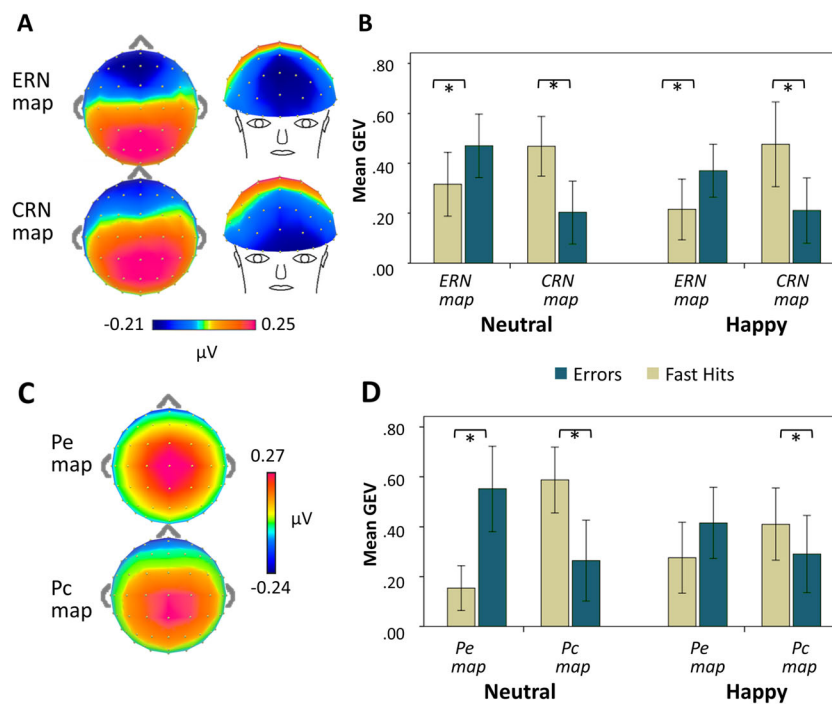 A
ERN
map
CRN
map
-0.21
0.25
µV
B
Mean GEV
.80
.60
.40
.20
.00
*
*
*
*
ERN
map
CRN
map
ERN
map
CRN
map
Neutral
Happy
Errors
Fast Hits
C
Pe
map
Pc
map
0.27
µV
-0.24
D
Mean GEV
.80
.60
.40
.20
.00
*
*
*
Pe
map
Pc
map
Pe
map
Pc
map
Neutral
Happy